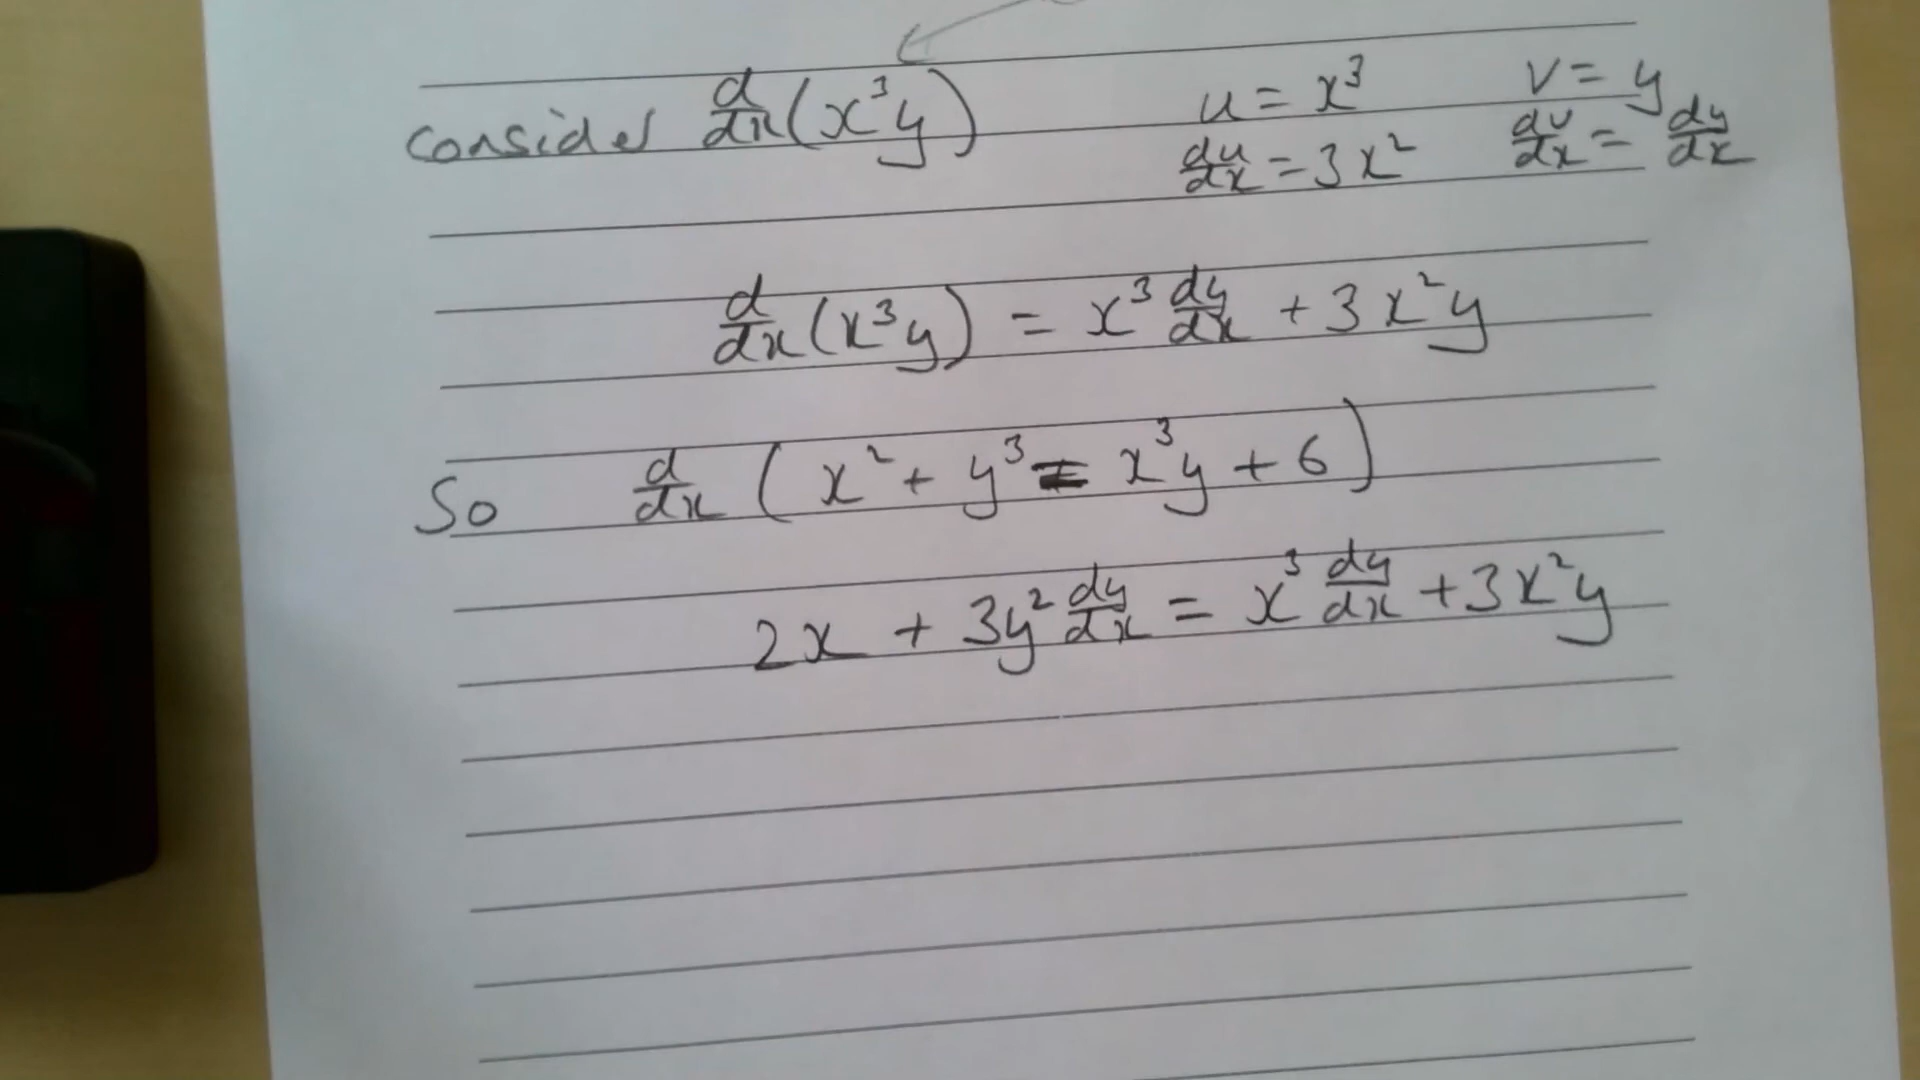 consider d/dx (x³y) u = x³ v = y
du/dx = 3x² dv/dx = dy/dx
d/dx (x³y) = x³ dy/dx + 3x²y
So d/dx ( x² + y³ = x³y + 6 )
2x + 3y² dy/dx = x³ dy/dx + 3x²y